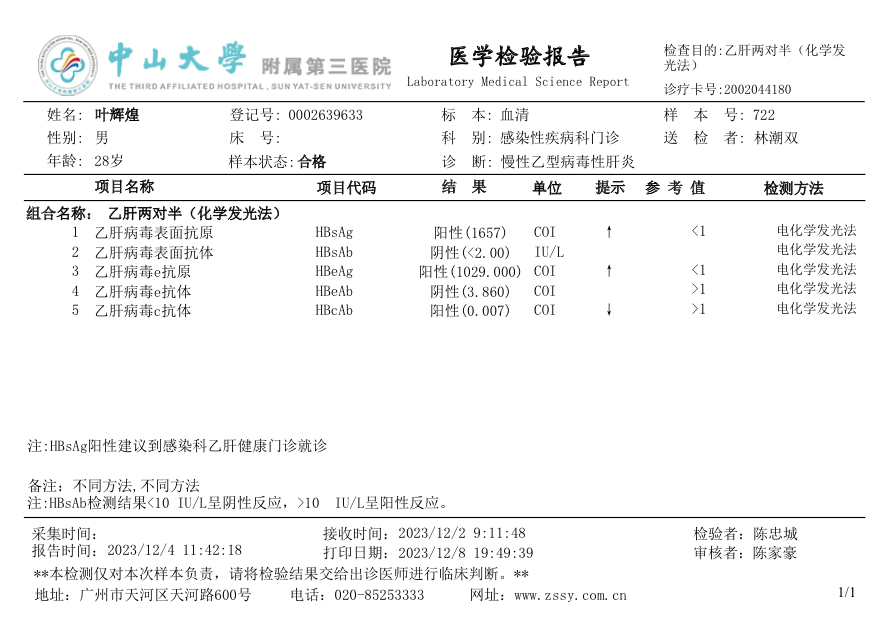 中山大学 附属第三医院
THE THIRD AFFILIATED HOSPITAL, SUN YAT-SEN UNIVERSITY
医学检验报告
Laboratory Medical Science Report
检查目的:乙肝两对半（化学发光法）
诊疗卡号:2002044180
姓名: 叶辉煌 登记号: 0002639633 标 本: 血清 样 本 号: 722
性别: 男 床 号: 科 别: 感染性疾病科门诊 送 检 者: 林潮双
年龄: 28岁 样本状态: 合格 诊 断: 慢性乙型病毒性肝炎
项目名称 项目代码 结 果 单位 提示 参 考 值 检测方法
组合名称: 乙肝两对半（化学发光法）
1 乙肝病毒表面抗原 HBsAg 阳性(1657) COI ↑ <1 电化学发光法
2 乙肝病毒表面抗体 HBsAb 阴性(<2.00) IU/L 电化学发光法
3 乙肝病毒e抗原 HBeAg 阳性(1029.000) COI ↑ <1 电化学发光法
4 乙肝病毒e抗体 HBeAb 阴性(3.860) COI >1 电化学发光法
5 乙肝病毒c抗体 HBcAb 阳性(0.007) COI ↓ >1 电化学发光法
注:HBsAg阳性建议到感染科乙肝健康门诊就诊
备注: 不同方法,不同方法
注:HBsAb检测结果<10 IU/L呈阴性反应，>10 IU/L呈阳性反应。
采集时间: 接收时间: 2023/12/2 9:11:48 检验者: 陈忠城
报告时间: 2023/12/4 11:42:18 打印日期: 2023/12/8 19:49:39 审核者: 陈家豪
**本检测仅对本次样本负责，请将检验结果交给出诊医师进行临床判断。**
地址: 广州市天河区天河路600号 电话: 020-85253333 网址: www.zssy.com.cn 1/1